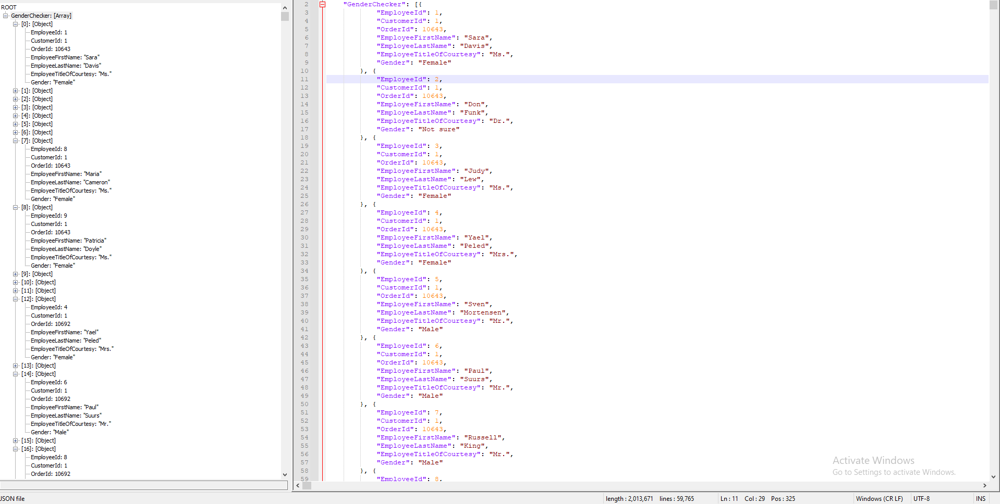 ROOT
GenderChecker: [Array]
[0]: [Object]
EmployeeId: 1
CustomerId: 1
OrderId: 10643
EmployeeFirstName: "Sara"
EmployeeLastName: "Davis"
EmployeeTitleOfCourtesy: "Ms."
Gender: "Female"
[1]: [Object]
[2]: [Object]
[3]: [Object]
[4]: [Object]
[5]: [Object]
[6]: [Object]
[7]: [Object]
EmployeeId: 8
CustomerId: 1
OrderId: 10643
EmployeeFirstName: "Maria"
EmployeeLastName: "Cameron"
EmployeeTitleOfCourtesy: "Ms."
Gender: "Female"
[8]: [Object]
EmployeeId: 9
CustomerId: 1
OrderId: 10643
EmployeeFirstName: "Patricia"
EmployeeLastName: "Doyle"
EmployeeTitleOfCourtesy: "Ms."
Gender: "Female"
[9]: [Object]
[10]: [Object]
[11]: [Object]
[12]: [Object]
EmployeeId: 4
CustomerId: 1
OrderId: 10692
EmployeeFirstName: "Yael"
EmployeeLastName: "Peled"
EmployeeTitleOfCourtesy: "Mrs."
Gender: "Female"
[13]: [Object]
[14]: [Object]
EmployeeId: 6
CustomerId: 1
OrderId: 10692
EmployeeFirstName: "Paul"
EmployeeLastName: "Suurs"
EmployeeTitleOfCourtesy: "Mr."
Gender: "Male"
[15]: [Object]
[16]: [Object]
EmployeeId: 8
CustomerId: 1
OrderId: 10692
2 "GenderChecker": [{
3 "EmployeeId": 1,
4 "CustomerId": 1,
5 "OrderId": 10643,
6 "EmployeeFirstName": "Sara",
7 "EmployeeLastName": "Davis",
8 "EmployeeTitleOfCourtesy": "Ms.",
9 "Gender": "Female"
10 }, {
11 "EmployeeId": 2,
12 "CustomerId": 1,
13 "OrderId": 10643,
14 "EmployeeFirstName": "Don",
15 "EmployeeLastName": "Funk",
16 "EmployeeTitleOfCourtesy": "Dr.",
17 "Gender": "Not sure"
18 }, {
19 "EmployeeId": 3,
20 "CustomerId": 1,
21 "OrderId": 10643,
22 "EmployeeFirstName": "Judy",
23 "EmployeeLastName": "Lew",
24 "EmployeeTitleOfCourtesy": "Ms.",
25 "Gender": "Female"
26 }, {
27 "EmployeeId": 4,
28 "CustomerId": 1,
29 "OrderId": 10643,
30 "EmployeeFirstName": "Yael",
31 "EmployeeLastName": "Peled",
32 "EmployeeTitleOfCourtesy": "Mrs.",
33 "Gender": "Female"
34 }, {
35 "EmployeeId": 5,
36 "CustomerId": 1,
37 "OrderId": 10643,
38 "EmployeeFirstName": "Sven",
39 "EmployeeLastName": "Mortensen",
40 "EmployeeTitleOfCourtesy": "Mr.",
41 "Gender": "Male"
42 }, {
43 "EmployeeId": 6,
44 "CustomerId": 1,
45 "OrderId": 10643,
46 "EmployeeFirstName": "Paul",
47 "EmployeeLastName": "Suurs",
48 "EmployeeTitleOfCourtesy": "Mr.",
49 "Gender": "Male"
50 }, {
51 "EmployeeId": 7,
52 "CustomerId": 1,
53 "OrderId": 10643,
54 "EmployeeFirstName": "Russell",
55 "EmployeeLastName": "King",
56 "EmployeeTitleOfCourtesy": "Mr.",
57 "Gender": "Male"
58 }, {
59 "EmployeeId": 8,
Activate Windows
Go to Settings to activate Windows.
JSON file length : 2,013,671 lines : 59,765 Ln : 11 Col : 29 Pos : 325 Windows (CR LF) UTF-8 INS